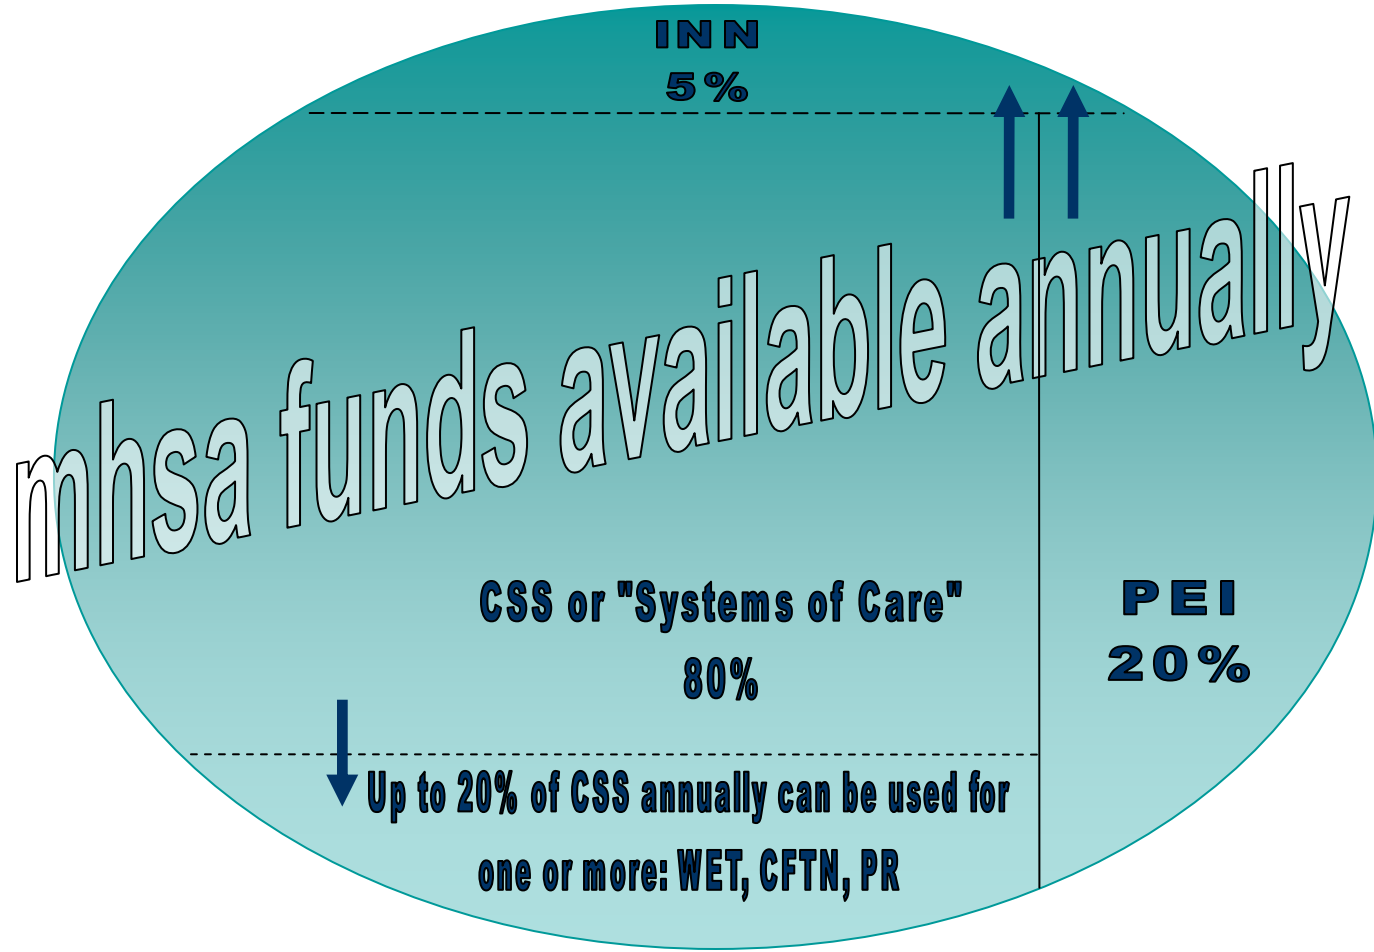 INN
5%
mhsa funds available annually
CSS or "Systems of Care"
80%
PEI
20%
Up to 20% of CSS annually can be used for
one or more: WET, CFTN, PR